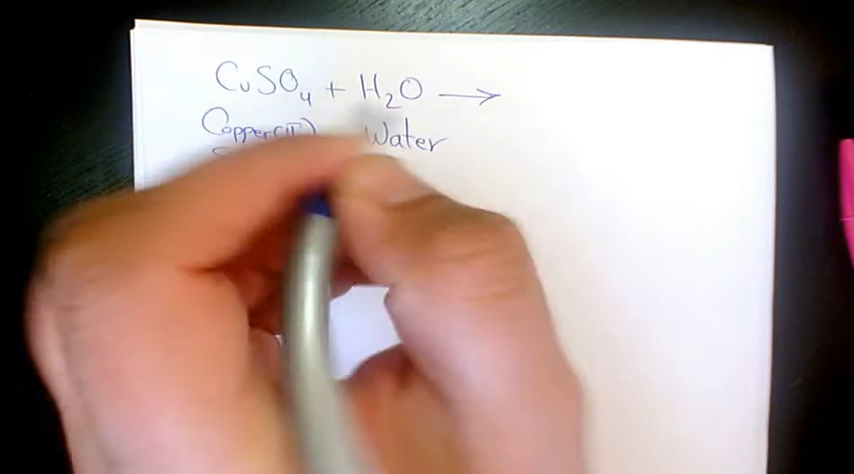 CuSO₄ + H₂O ⟶
Copper(II) Water